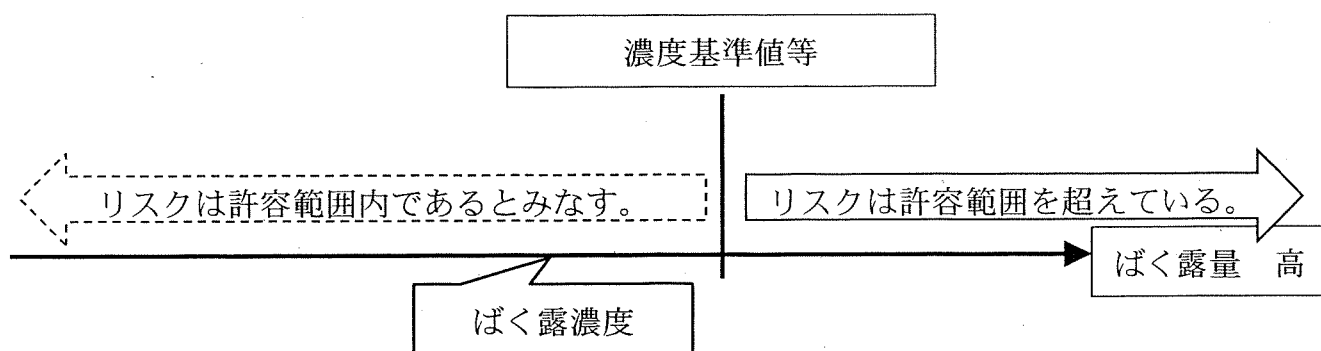 濃度基準値等
リスクは許容範囲内であるとみなす。
リスクは許容範囲を超えている。
ばく露量　高
ばく露濃度